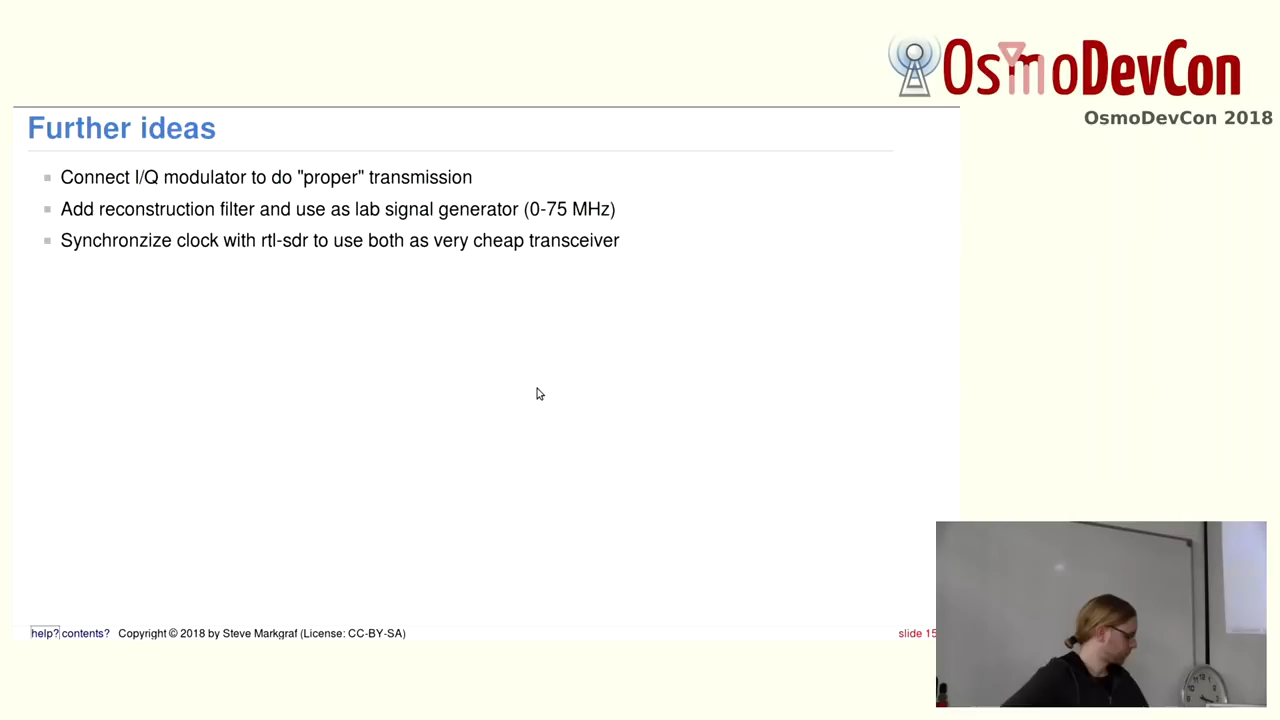 OsmoDevCon
OsmoDevCon 2018
Further ideas
Connect I/Q modulator to do "proper" transmission
Add reconstruction filter and use as lab signal generator (0-75 MHz)
Synchronzize clock with rtl-sdr to use both as very cheap transceiver
help? contents? Copyright © 2018 by Steve Markgraf (License: CC-BY-SA)
slide 15